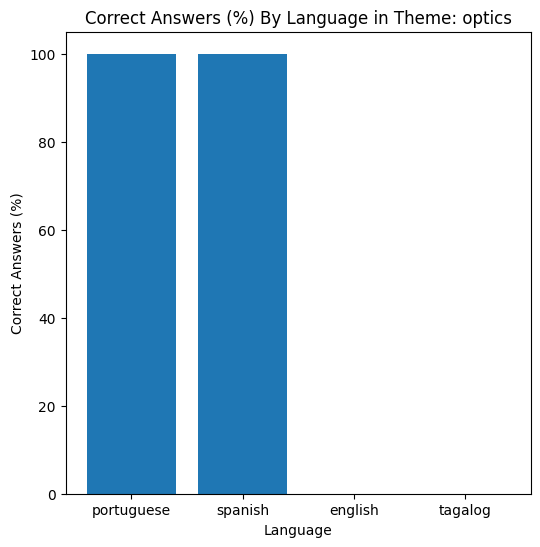 Correct Answers (%) By Language in Theme: optics
Correct Answers (%)
100
80
60
40
20
0
portuguese spanish english tagalog
Language